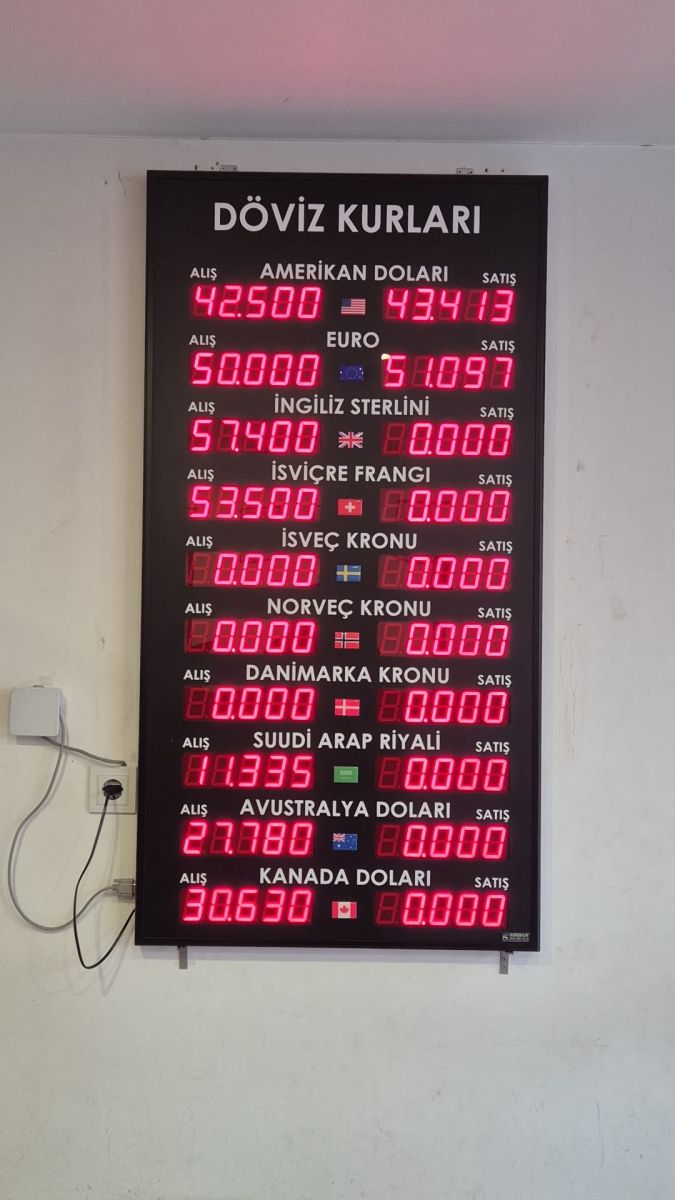 DÖVİZ KURLARI
ALIŞ AMERİKAN DOLARI SATIŞ
42.500 43.413
ALIŞ EURO SATIŞ
50.000 51.097
ALIŞ İNGİLİZ STERLİNİ SATIŞ
57.400 0.000
ALIŞ İSVİÇRE FRANGI SATIŞ
53.500 0.000
ALIŞ İSVEÇ KRONU SATIŞ
0.000 0.000
ALIŞ NORVEÇ KRONU SATIŞ
0.000 0.000
ALIŞ DANİMARKA KRONU SATIŞ
0.000 0.000
ALIŞ SUUDİ ARAP RİYALİ SATIŞ
11.335 0.000
ALIŞ AVUSTRALYA DOLARI SATIŞ
27.780 0.000
ALIŞ KANADA DOLARI SATIŞ
30.630 0.000